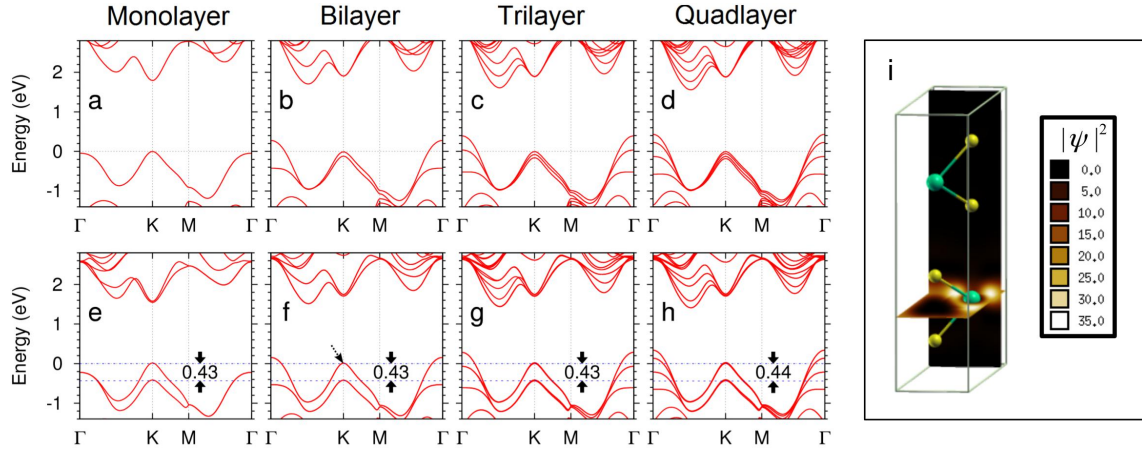 Monolayer Bilayer Trilayer Quadlayer
Energy (eV)
2
1
0
-1
a b c d
Γ K M Γ Γ K M Γ Γ K M Γ Γ K M Γ
Energy (eV)
2
1
0
-1
e f g h
0.43 0.43 0.43 0.44
Γ K M Γ Γ K M Γ Γ K M Γ Γ K M Γ
i
|ψ|²
0.0
5.0
10.0
15.0
20.0
25.0
30.0
35.0